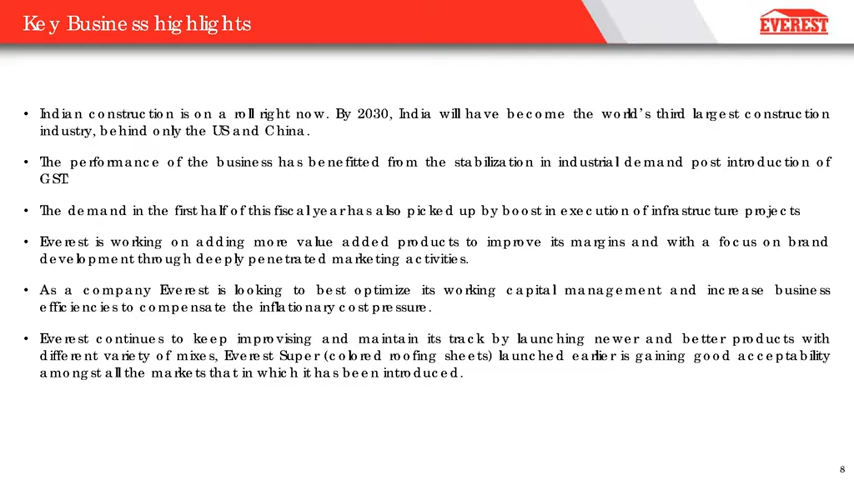 Key Business highlights
EVEREST
• Indian construction is on a roll right now. By 2030, India will have become the world's third largest construction
industry, behind only the US and China.
• The performance of the business has benefitted from the stabilization in industrial demand post introduction of
GST.
• The demand in the first half of this fiscal year has also picked up by boost in execution of infrastructure projects
• Everest is working on adding more value added products to improve its margins and with a focus on brand
development through deeply penetrated marketing activities.
• As a company Everest is looking to best optimize its working capital management and increase business
efficiencies to compensate the inflationary cost pressure.
• Everest continues to keep improvising and maintain its track by launching newer and better products with
different variety of mixes, Everest Super (colored roofing sheets) launched earlier is gaining good acceptability
amongst all the markets that in which it has been introduced.
8